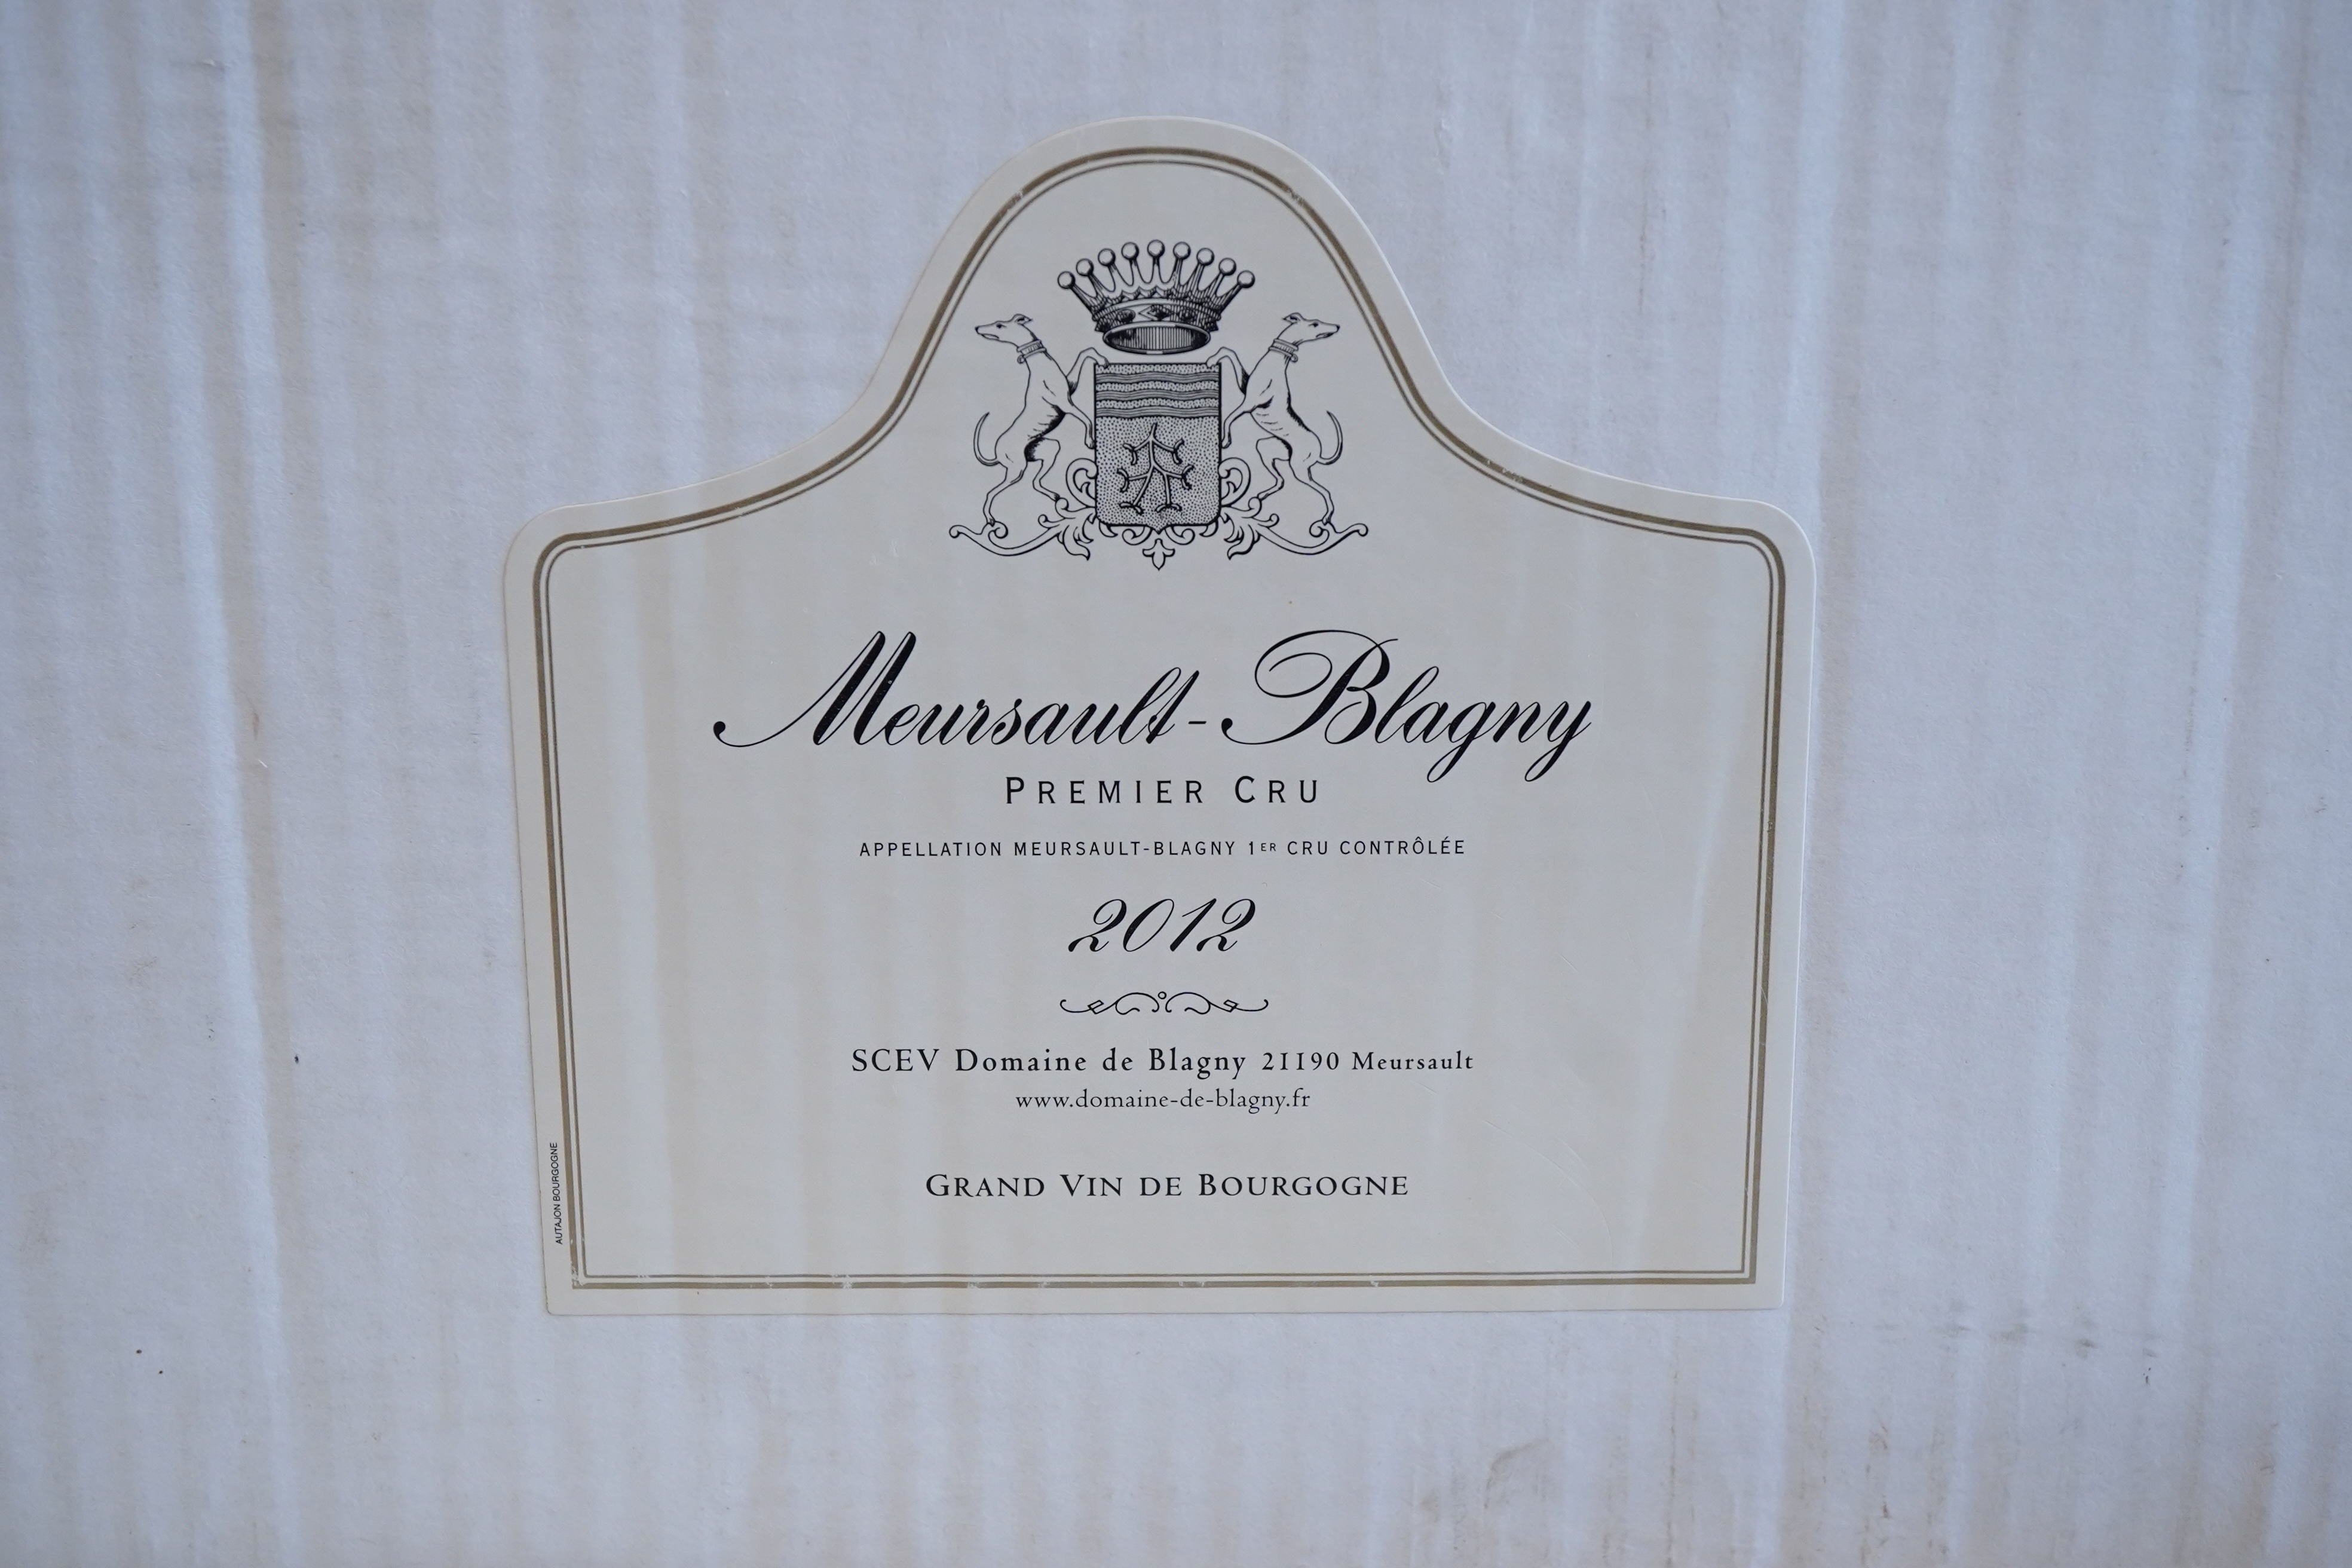 Meursault-Blagny
PREMIER CRU
APPELLATION MEURSAULT-BLAGNY 1ER CRU CONTRÔLÉE
2012
SCEV Domaine de Blagny 21190 Meursault
www.domaine-de-blagny.fr
GRAND VIN DE BOURGOGNE
AUTAJON BOURGOGNE